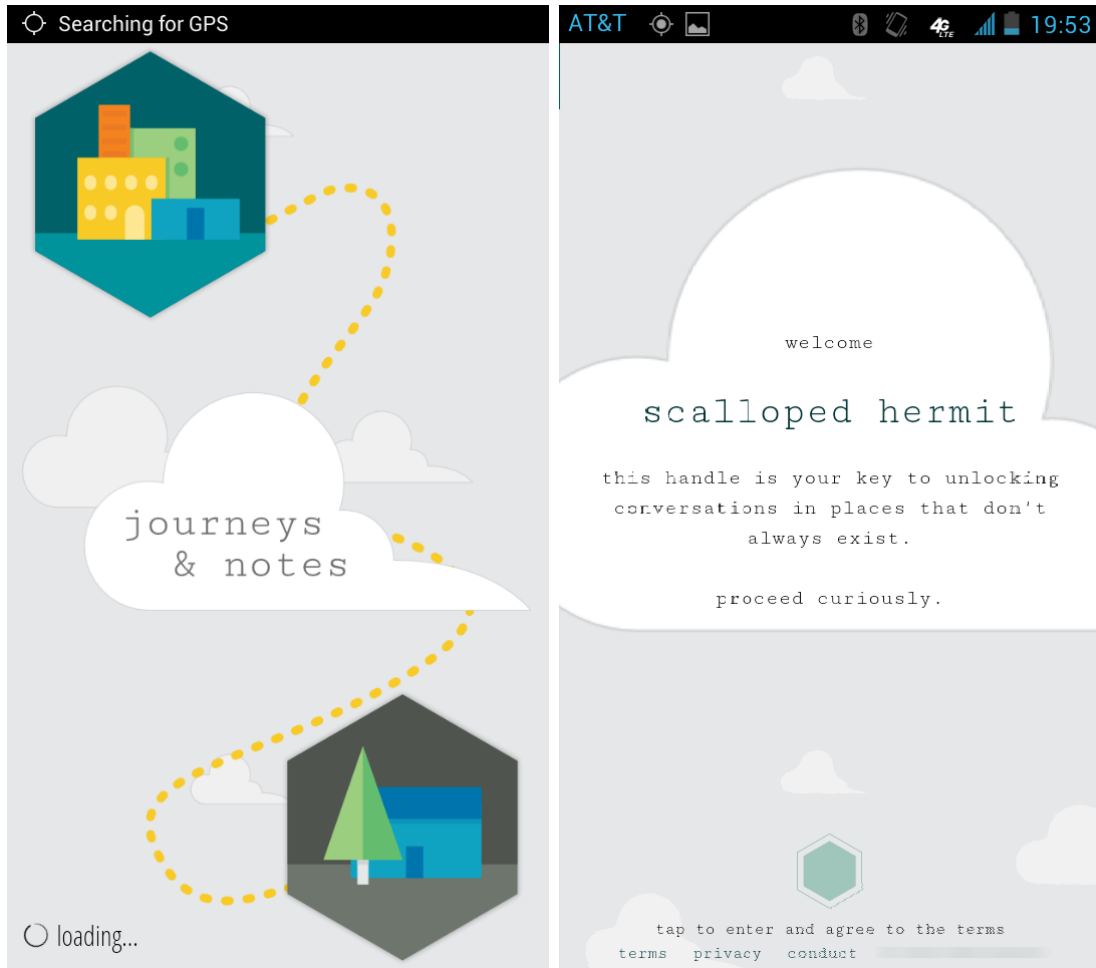 Searching for GPS
journeys
& notes
loading...
AT&T 4G LTE 19:53
welcome
scalloped hermit
this handle is your key to unlocking
conversations in places that don't
always exist.
proceed curiously.
tap to enter and agree to the terms
terms privacy conduct